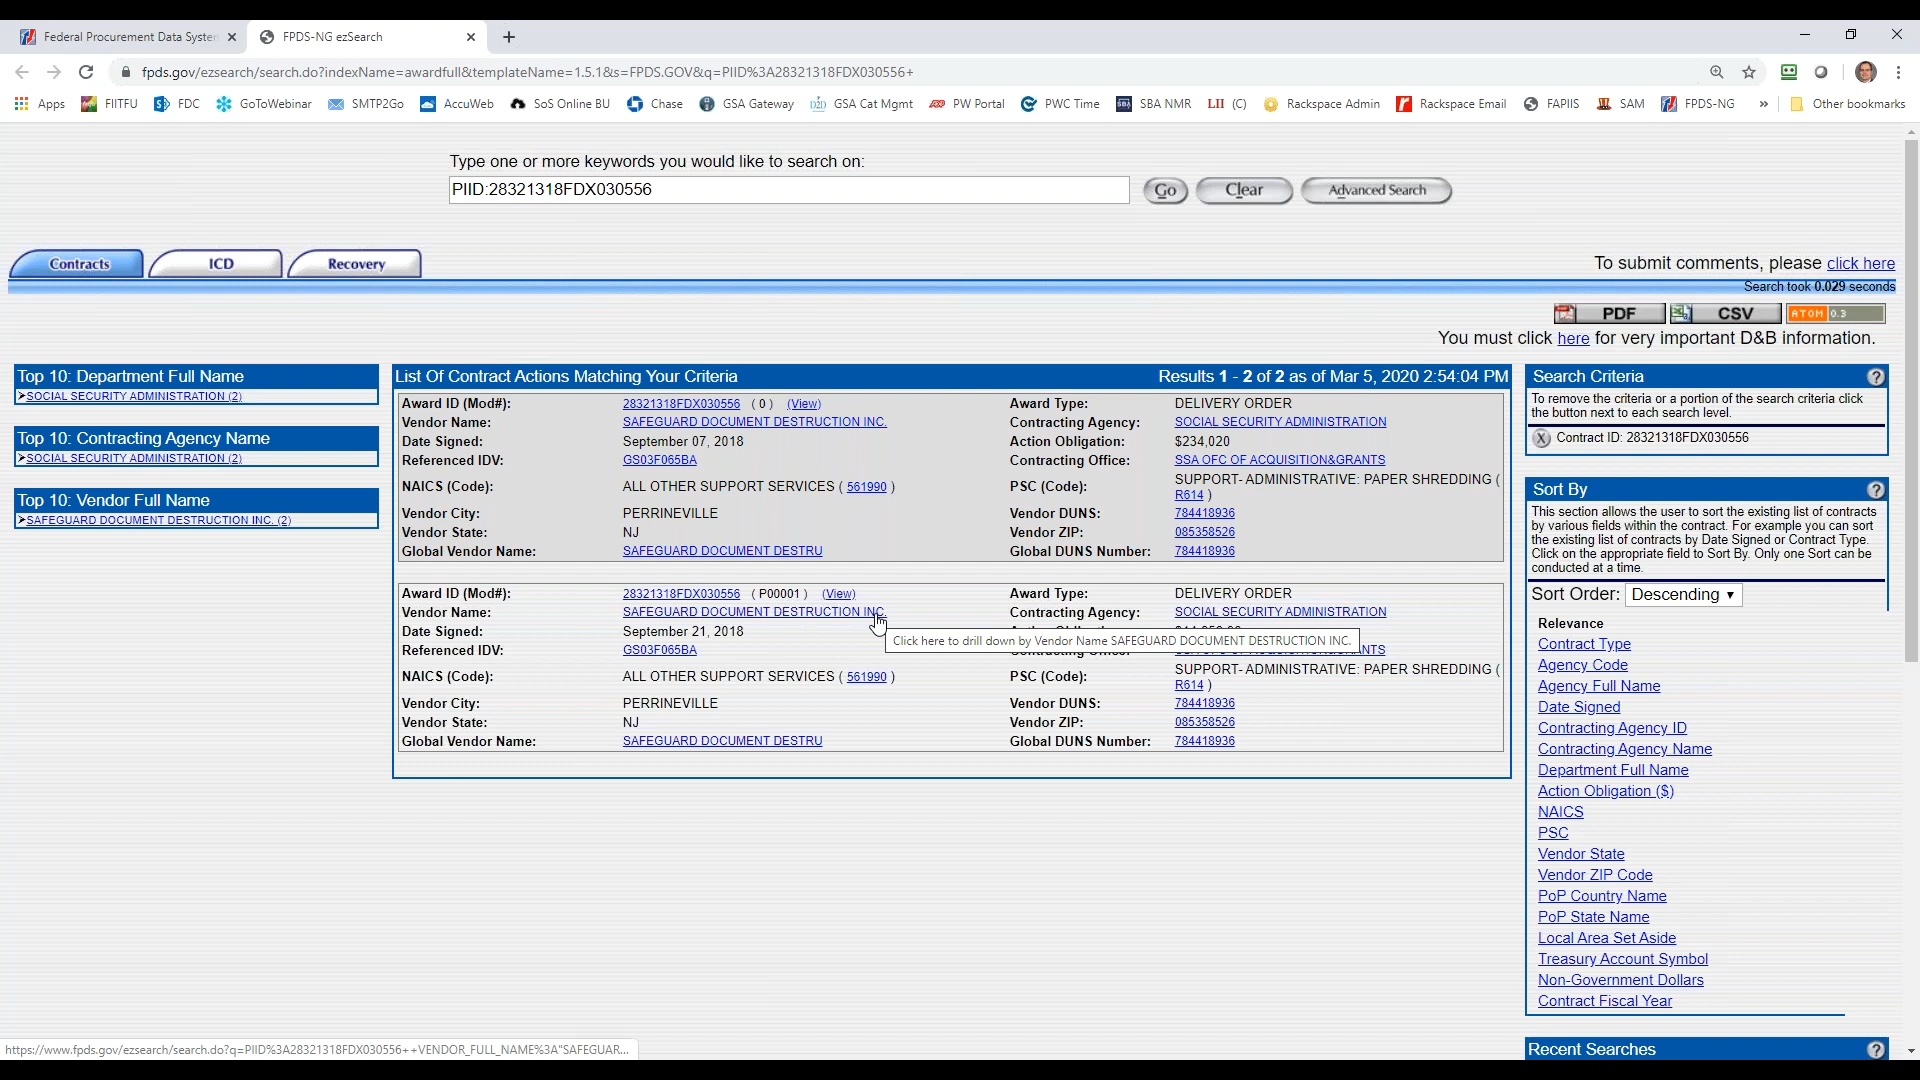 Federal Procurement Data System
FPDS-NG ezSearch
fpds.gov/ezsearch/search.do?indexName=awardfull&templateName=1.5.1&s=FPDS.GOV&q=PIID%3A28321318FDX030556+
Apps FIITFU FDC GoToWebinar SMTP2Go AccuWeb SoS Online BU Chase GSA Gateway GSA Cat Mgmt PW Portal PWC Time SBA NMR LII (C) Rackspace Admin Rackspace Email FAPIIS SAM FPDS-NG » Other bookmarks
Type one or more keywords you would like to search on:
PIID:28321318FDX030556 Go Clear Advanced Search
Contracts ICD Recovery
To submit comments, please click here
Search took 0.029 seconds
PDF CSV ATOM 0.3
You must click here for very important D&B information.
Top 10: Department Full Name
SOCIAL SECURITY ADMINISTRATION (2)
Top 10: Contracting Agency Name
SOCIAL SECURITY ADMINISTRATION (2)
Top 10: Vendor Full Name
SAFEGUARD DOCUMENT DESTRUCTION INC. (2)
List Of Contract Actions Matching Your Criteria Results 1 - 2 of 2 as of Mar 5, 2020 2:54:04 PM
Award ID (Mod#): 28321318FDX030556 ( 0 ) (View) Award Type: DELIVERY ORDER
Vendor Name: SAFEGUARD DOCUMENT DESTRUCTION INC. Contracting Agency: SOCIAL SECURITY ADMINISTRATION
Date Signed: September 07, 2018 Action Obligation: $234,020
Referenced IDV: GS03F065BA Contracting Office: SSA OFC OF ACQUISITION&GRANTS
NAICS (Code): ALL OTHER SUPPORT SERVICES ( 561990 ) PSC (Code): SUPPORT- ADMINISTRATIVE: PAPER SHREDDING (
R614 )
Vendor City: PERRINEVILLE Vendor DUNS: 784418936
Vendor State: NJ Vendor ZIP: 085358526
Global Vendor Name: SAFEGUARD DOCUMENT DESTRU Global DUNS Number: 784418936
Award ID (Mod#): 28321318FDX030556 ( P00001 ) (View) Award Type: DELIVERY ORDER
Vendor Name: SAFEGUARD DOCUMENT DESTRUCTION INC. Contracting Agency: SOCIAL SECURITY ADMINISTRATION
Date Signed: September 21, 2018
Click here to drill down by Vendor Name SAFEGUARD DOCUMENT DESTRUCTION INC.
Referenced IDV: GS03F065BA
NAICS (Code): ALL OTHER SUPPORT SERVICES ( 561990 ) PSC (Code): SUPPORT- ADMINISTRATIVE: PAPER SHREDDING (
R614 )
Vendor City: PERRINEVILLE Vendor DUNS: 784418936
Vendor State: NJ Vendor ZIP: 085358526
Global Vendor Name: SAFEGUARD DOCUMENT DESTRU Global DUNS Number: 784418936
Search Criteria
To remove the criteria or a portion of the search criteria click
the button next to each search level.
X Contract ID: 28321318FDX030556
Sort By
This section allows the user to sort the existing list of contracts
by various fields within the contract. For example you can sort
the existing list of contracts by Date Signed or Contract Type.
Click on the appropriate field to Sort By. Only one Sort can be
conducted at a time.
Sort Order: Descending
Relevance
Contract Type
Agency Code
Agency Full Name
Date Signed
Contracting Agency ID
Contracting Agency Name
Department Full Name
Action Obligation ($)
NAICS
PSC
Vendor State
Vendor ZIP Code
PoP Country Name
PoP State Name
Local Area Set Aside
Treasury Account Symbol
Non-Government Dollars
Contract Fiscal Year
Recent Searches
https://www.fpds.gov/ezsearch/search.do?q=PIID%3A28321318FDX030556++VENDOR_FULL_NAME%3A"SAFEGUAR...